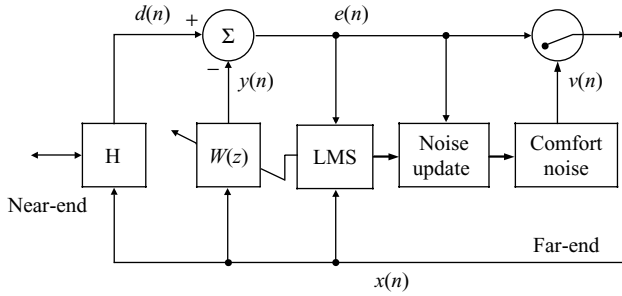 d(n)
+
Σ
e(n)
−
y(n)
v(n)
H
W(z)
LMS
Noise
update
Comfort
noise
Near-end
Far-end
x(n)